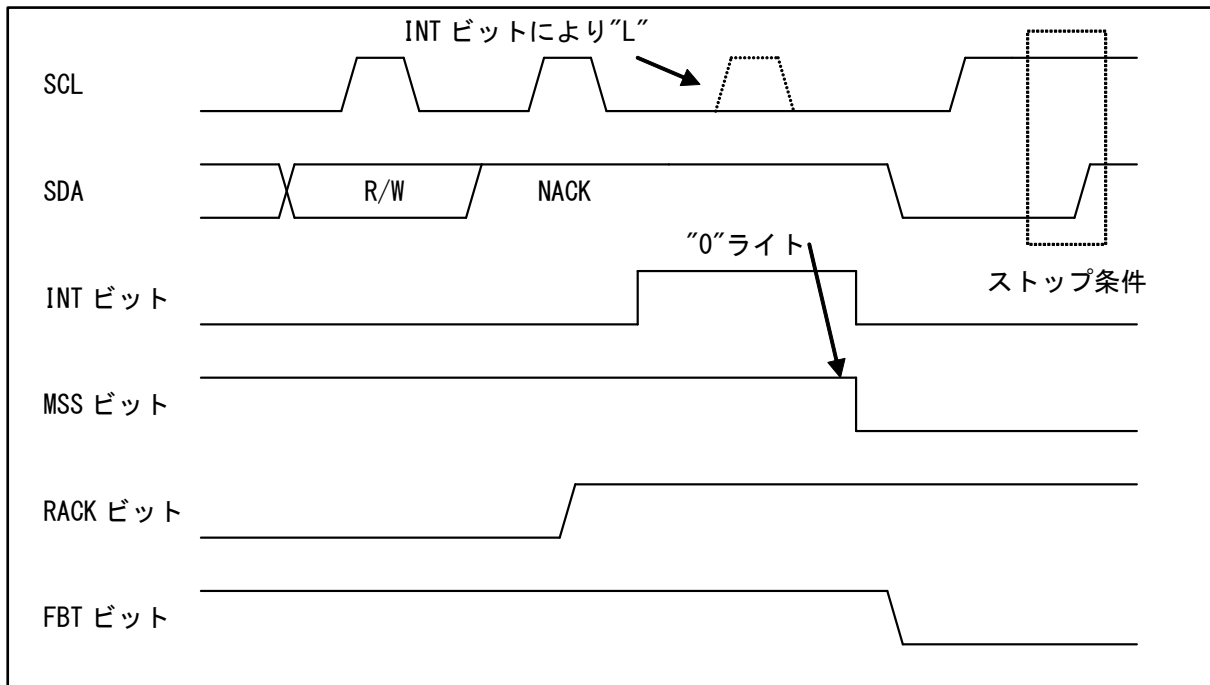 INT ビットにより"L"
SCL
SDA
R/W
NACK
"0"ライト
ストップ条件
INT ビット
MSS ビット
RACK ビット
FBT ビット